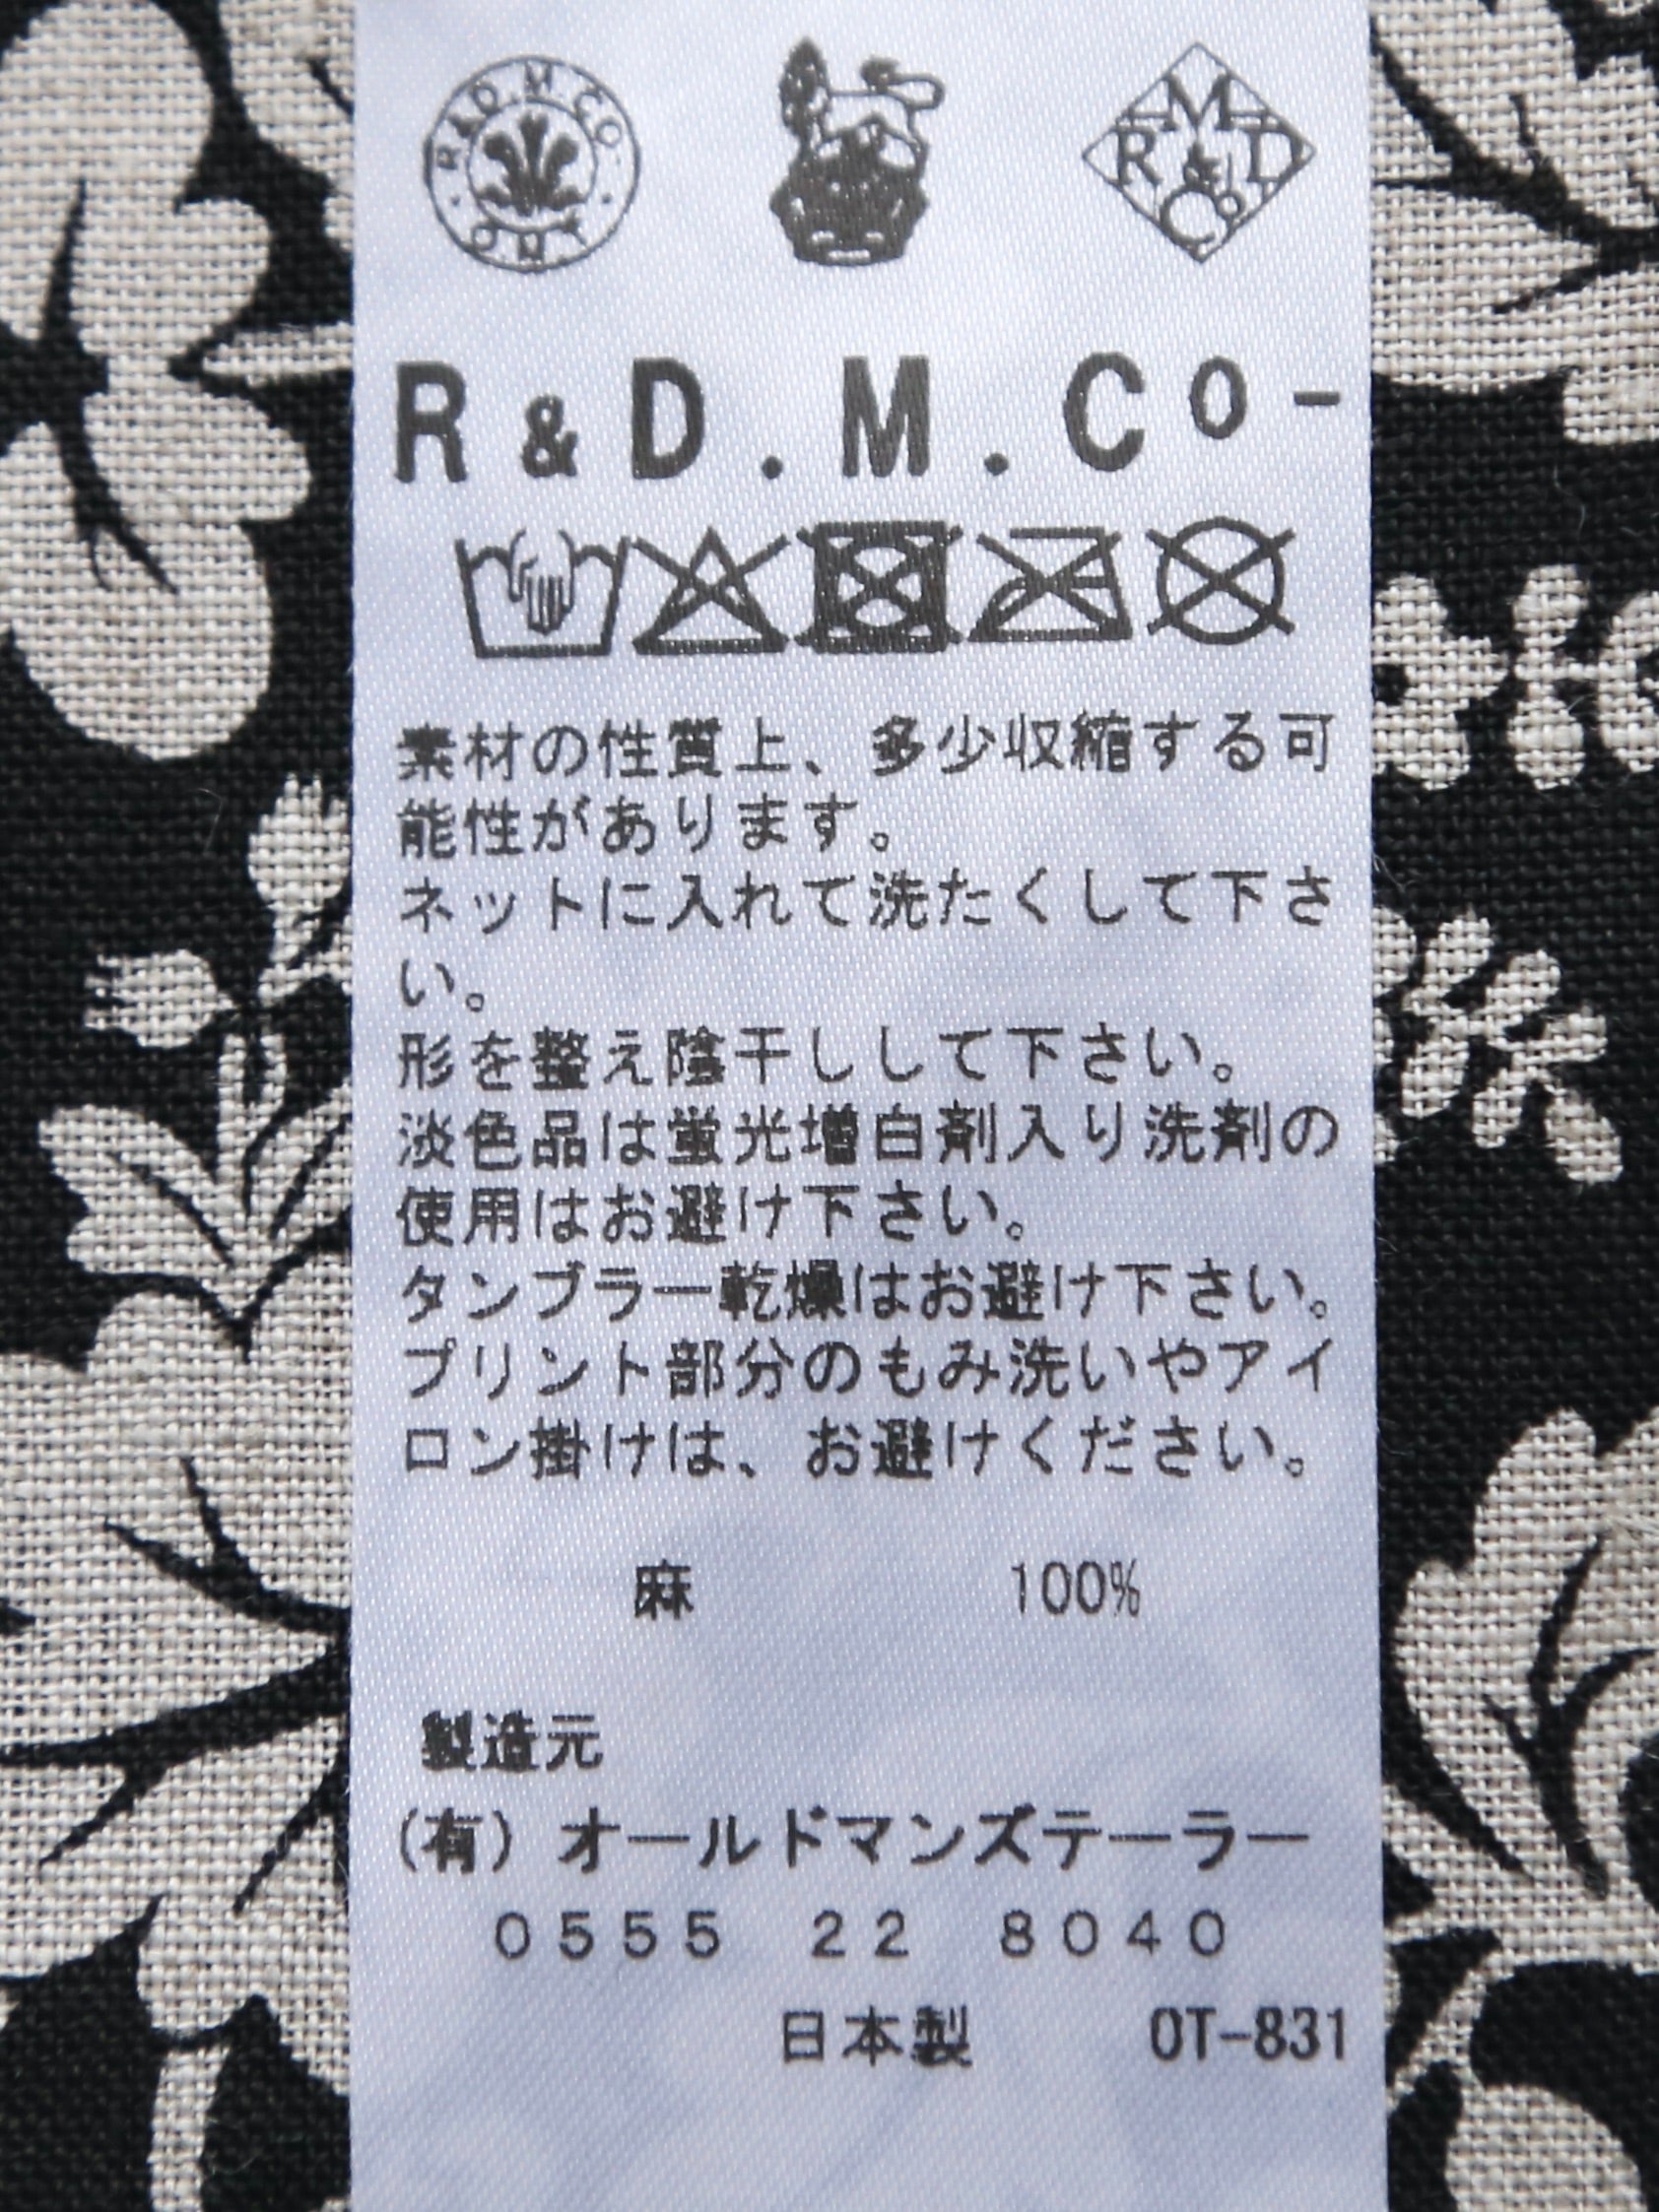 R&D.M.CO.
OMT
M
R&D
Co
R&D.M.Co-
素材の性質上、多少収縮する可
能性があります。
ネットに入れて洗たくして下さ
い。
形を整え陰干しして下さい。
淡色品は蛍光増白剤入り洗剤の
使用はお避け下さい。
タンブラー乾燥はお避け下さい。
プリント部分のもみ洗いやアイ
ロン掛けは、お避けください。
麻 100%
製造元
(有)オールドマンズテーラー
0555 22 8040
日本製 OT-831